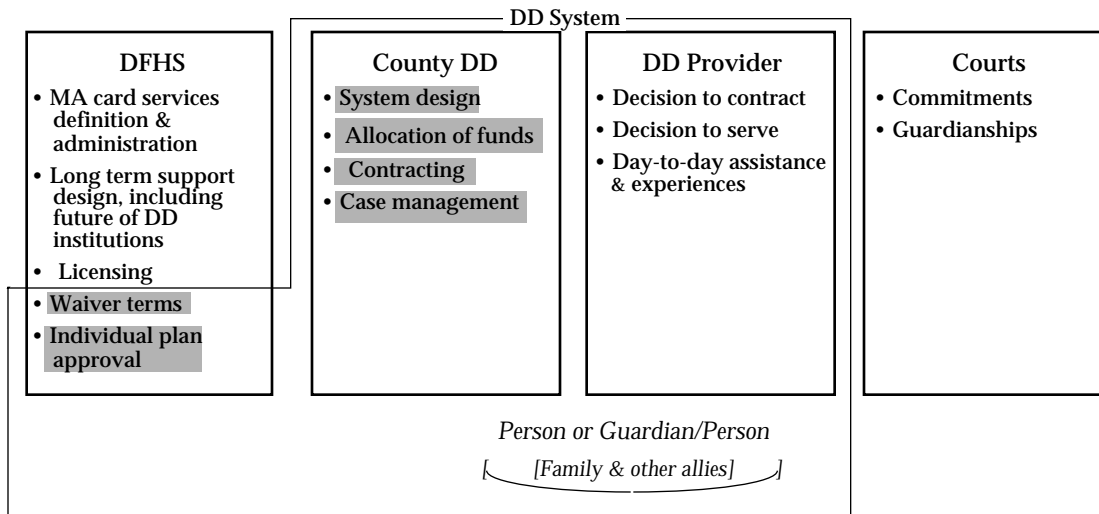 DD System
DFHS
• MA card services
definition &
administration
• Long term support
design, including
future of DD
institutions
• Licensing
• Waiver terms
• Individual plan
approval
County DD
• System design
• Allocation of funds
• Contracting
• Case management
DD Provider
• Decision to contract
• Decision to serve
• Day-to-day assistance
& experiences
Courts
• Commitments
• Guardianships
Person or Guardian/Person
[ [Family & other allies] ]